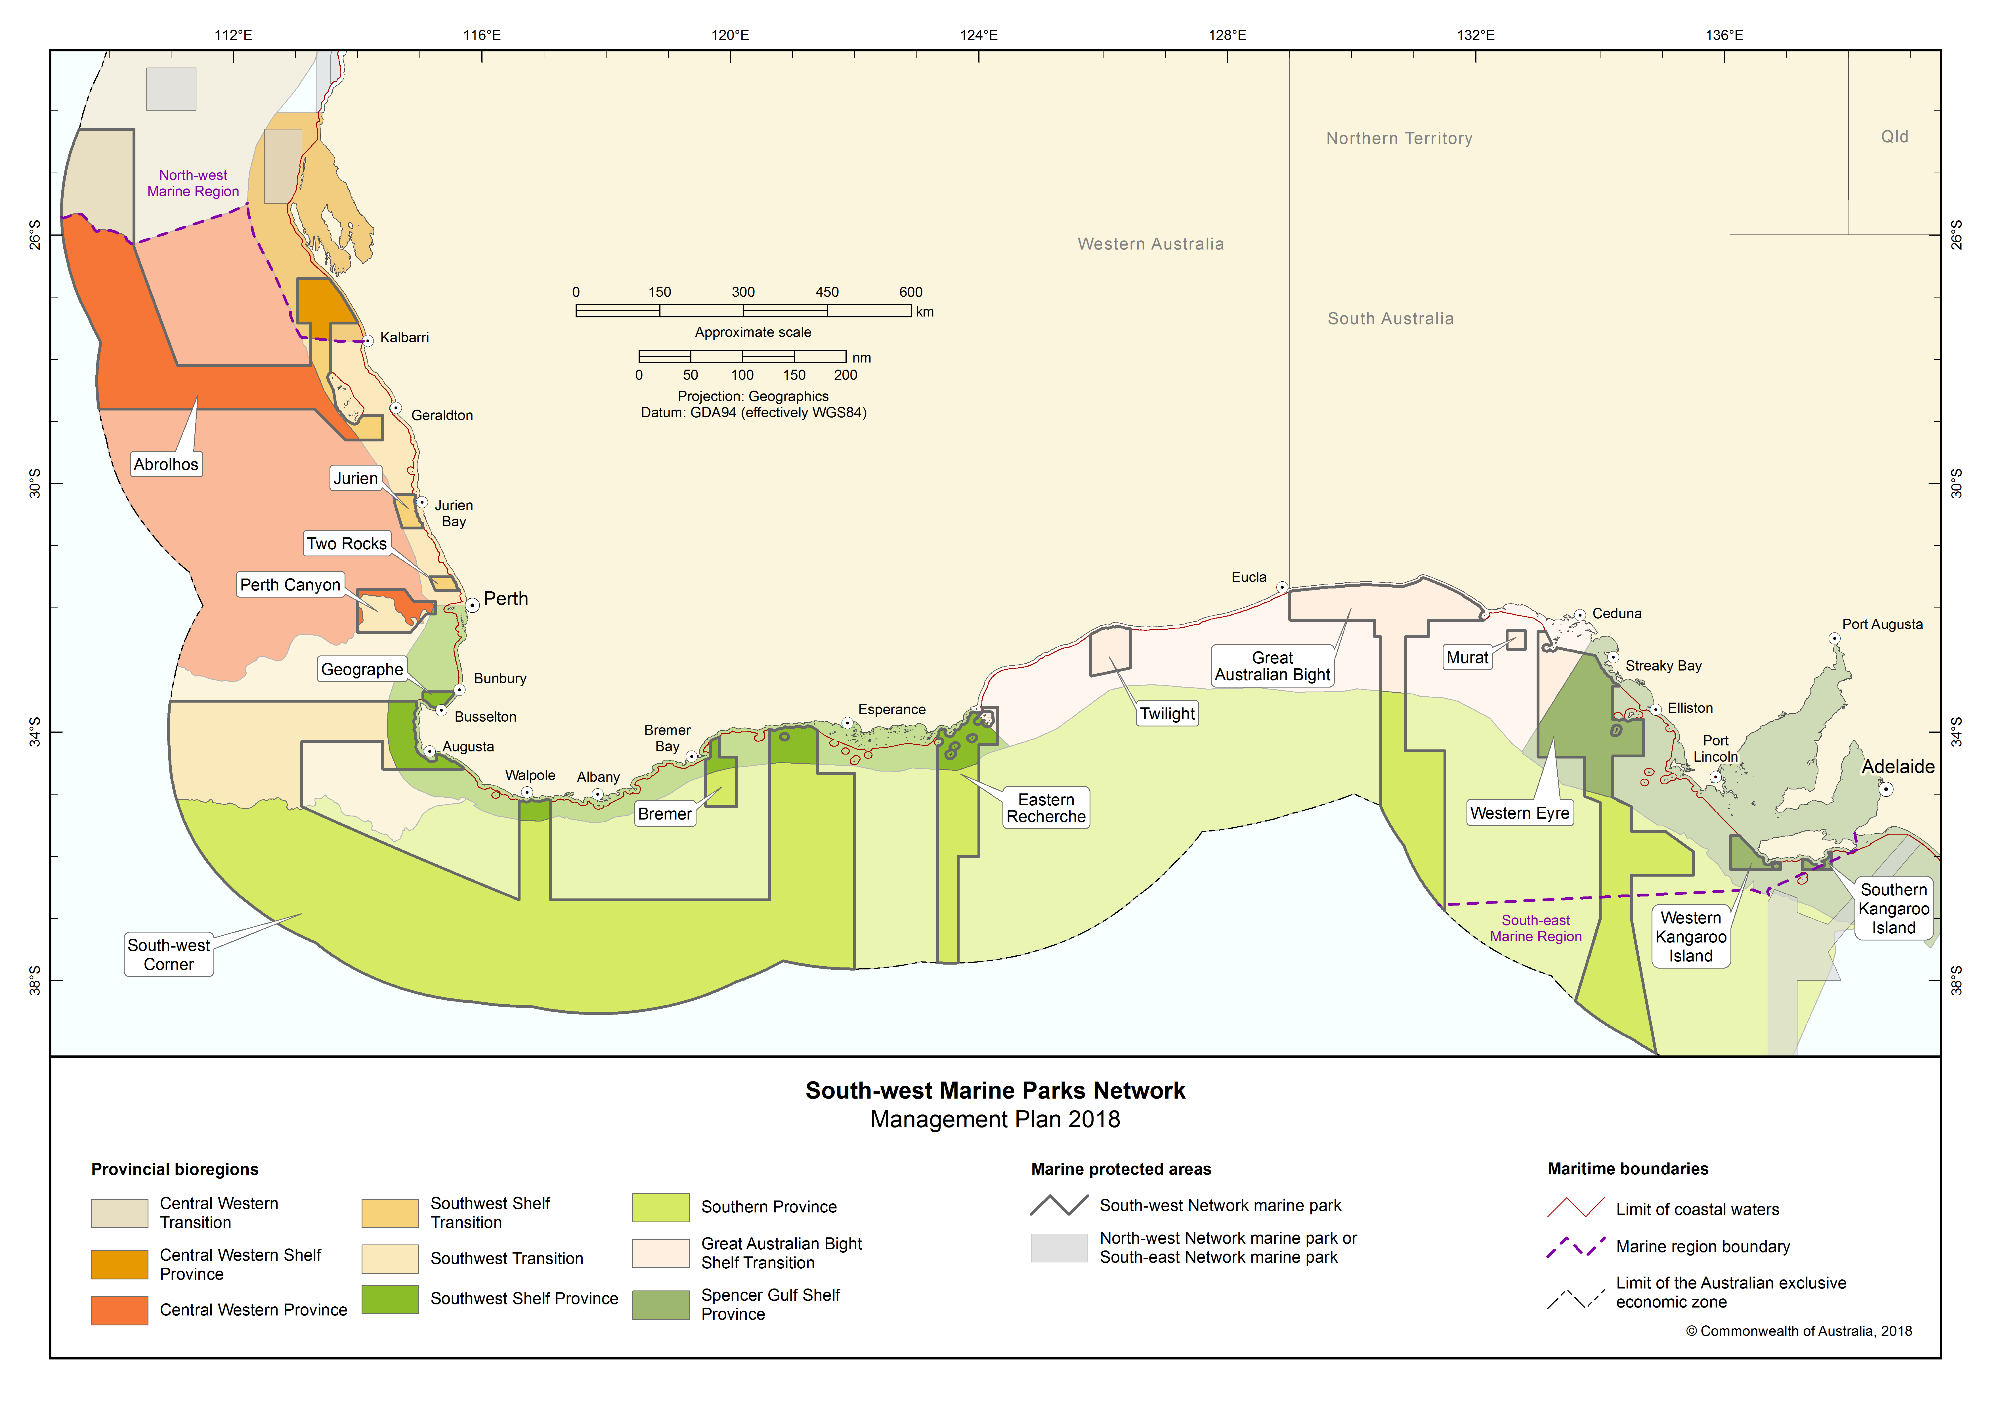 112°E
116°E
120°E
124°E
128°E
132°E
136°E
26°S
30°S
34°S
38°S
26°S
30°S
34°S
38°S
Northern Territory
Qld
Western Australia
South Australia
North-west
Marine Region
0
150
300
450
600
km
Approximate scale
nm
0
50
100
150
200
Projection: Geographics
Datum: GDA94 (effectively WGS84)
Kalbarri
Geraldton
Abrolhos
Jurien
Jurien
Bay
Two Rocks
Perth Canyon
Perth
Geographe
Bunbury
Busselton
Augusta
Walpole
Albany
Bremer
Bay
Bremer
Esperance
Eastern
Recherche
South-west
Corner
Eucla
Twilight
Great
Australian Bight
Murat
Ceduna
Port Augusta
Streaky Bay
Elliston
Port
Lincoln
Adelaide
Western Eyre
South-east
Marine Region
Western
Kangaroo
Island
Southern
Kangaroo
Island
South-west Marine Parks Network
Management Plan 2018
Provincial bioregions
Central Western
Transition
Central Western Shelf
Province
Central Western Province
Southwest Shelf
Transition
Southwest Transition
Southwest Shelf Province
Southern Province
Great Australian Bight
Shelf Transition
Spencer Gulf Shelf
Province
Marine protected areas
South-west Network marine park
North-west Network marine park or
South-east Network marine park
Maritime boundaries
Limit of coastal waters
Marine region boundary
Limit of the Australian exclusive
economic zone
© Commonwealth of Australia, 2018